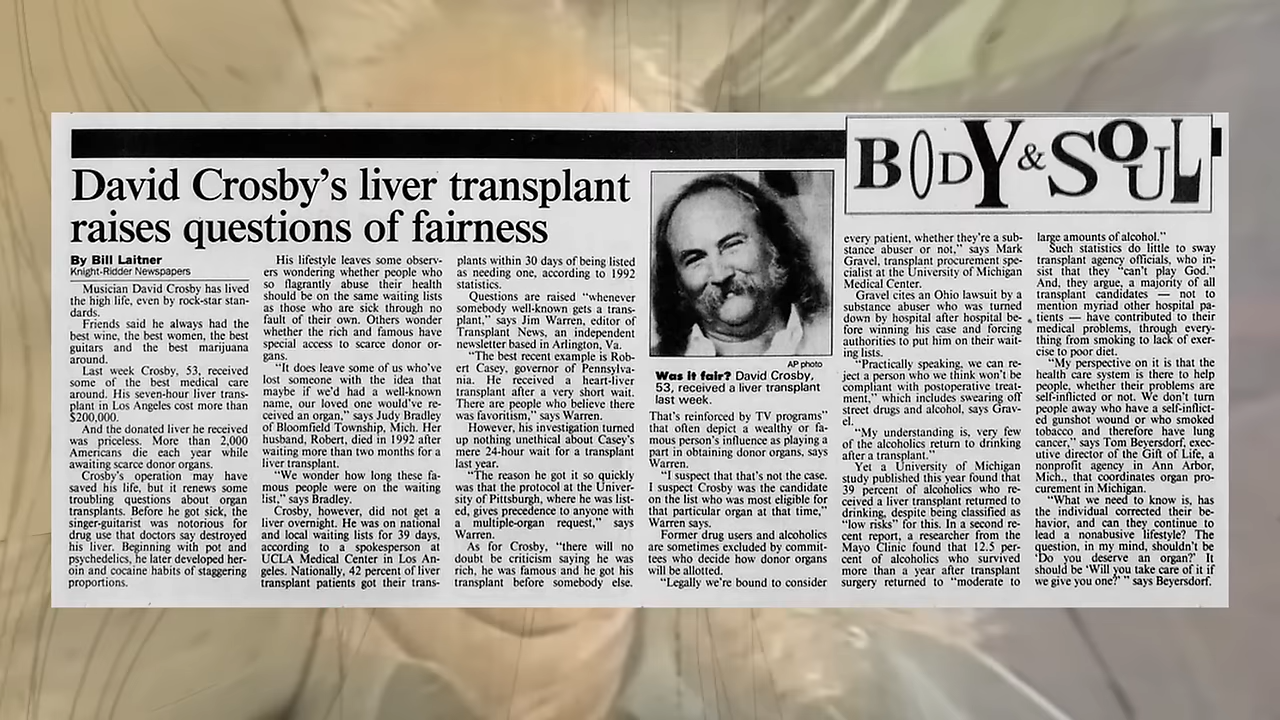 BODY & SOUL
David Crosby's liver transplant
raises questions of fairness
By Bill Laitner
Knight-Ridder Newspapers
Musician David Crosby has lived
the high life, even by rock-star stan-
dards.
Friends said he always had the
best wine, the best women, the best
guitars and the best marijuana
around.
Last week Crosby, 53, received
some of the best medical care
around. His seven-hour liver trans-
plant in Los Angeles cost more than
$200,000.
And the donated liver he received
was priceless. More than 2,000
Americans die each year while
awaiting scarce donor organs.
Crosby's operation may have
saved his life, but it renews some
troubling questions about organ
transplants. Before he got sick, the
singer-guitarist was notorious for
drug use that doctors say destroyed
his liver. Beginning with pot and
psychedelics, he later developed her-
oin and cocaine habits of staggering
proportions.
His lifestyle leaves some observ-
ers wondering whether people who
so flagrantly abuse their health
should be on the same waiting lists
as those who are sick through no
fault of their own. Others wonder
whether the rich and famous have
special access to scarce donor or-
gans.
"It does leave some of us who've
lost someone with the idea that
maybe if we'd had a well-known
name, our loved one would've re-
ceived an organ," says Judy Bradley
of Bloomfield Township, Mich. Her
husband, Robert, died in 1992 after
waiting more than two months for a
liver transplant.
"We wonder how long these fa-
mous people were on the waiting
list," says Bradley.
Crosby, however, did not get a
liver overnight. He was on national
and local waiting lists for 39 days,
according to a spokesperson at
UCLA Medical Center in Los An-
geles. Nationally, 42 percent of liver
transplant patients got their trans-
plants within 30 days of being listed
as needing one, according to 1992
statistics.
Questions are raised "whenever
somebody well-known gets a trans-
plant," says Jim Warren, editor of
Transplant News, an independent
newsletter based in Arlington, Va.
"The best recent example is Rob-
ert Casey, governor of Pennsylva-
nia. He received a heart-liver
transplant after a very short wait.
There are people who believe there
was favoritism," says Warren.
However, his investigation turned
up nothing unethical about Casey's
mere 24-hour wait for a transplant
last year.
"The reason he got it so quickly
was that the protocol at the Univer-
sity of Pittsburgh, where he was list-
ed, gives precedence to anyone with
a multiple-organ request," says
Warren.
As for Crosby, "there will no
doubt be criticism saying he was
rich, he was famous and he got his
transplant before somebody else.
AP photo
Was it fair? David Crosby,
53, received a liver transplant
last week.
That's reinforced by TV programs"
that often depict a wealthy or fa-
mous person's influence as playing a
part in obtaining donor organs, says
Warren.
"I suspect that that's not the case.
I suspect Crosby was the candidate
on the list who was most eligible for
that particular organ at that time,"
Warren says.
Former drug users and alcoholics
are sometimes excluded by commit-
tees who decide how donor organs
will be allotted.
"Legally we're bound to consider
every patient, whether they're a sub-
stance abuser or not," says Mark
Gravel, transplant procurement spe-
cialist at the University of Michigan
Medical Center.
Gravel cites an Ohio lawsuit by a
substance abuser who was turned
down by hospital after hospital be-
fore winning his case and forcing
authorities to put him on their wait-
ing lists.
"Practically speaking, we can re-
ject a person who we think won't be
compliant with postoperative treat-
ment," which includes swearing off
street drugs and alcohol, says Grav-
el.
"My understanding is, very few
of the alcoholics return to drinking
after a transplant."
Yet a University of Michigan
study published this year found that
39 percent of alcoholics who re-
ceived a liver transplant returned to
drinking, despite being classified as
"low risks" for this. In a second re-
cent report, a researcher from the
Mayo Clinic found that 12.5 per-
cent of alcoholics who survived
more than a year after transplant
surgery returned to "moderate to
large amounts of alcohol."
Such statistics do little to sway
transplant agency officials, who in-
sist that they "can't play God."
And, they argue, a majority of all
transplant candidates — not to
mention myriad other hospital pa-
tients — have contributed to their
medical problems, through every-
thing from smoking to lack of exer-
cise to poor diet.
"My perspective on it is that the
health care system is there to help
people, whether their problems are
self-inflicted or not. We don't turn
people away who have a self-inflict-
ed gunshot wound or who smoked
tobacco and therefore have lung
cancer," says Tom Beyersdorf, exec-
utive director of the Gift of Life, a
nonprofit agency in Ann Arbor,
Mich., that coordinates organ pro-
curement in Michigan.
"What we need to know is, has
the individual corrected their be-
havior, and can they continue to
lead a nonabusive lifestyle? The
question, in my mind, shouldn't be
'Do you deserve an organ?' It
should be 'Will you take care of it if
we give you one?' " says Beyersdorf.